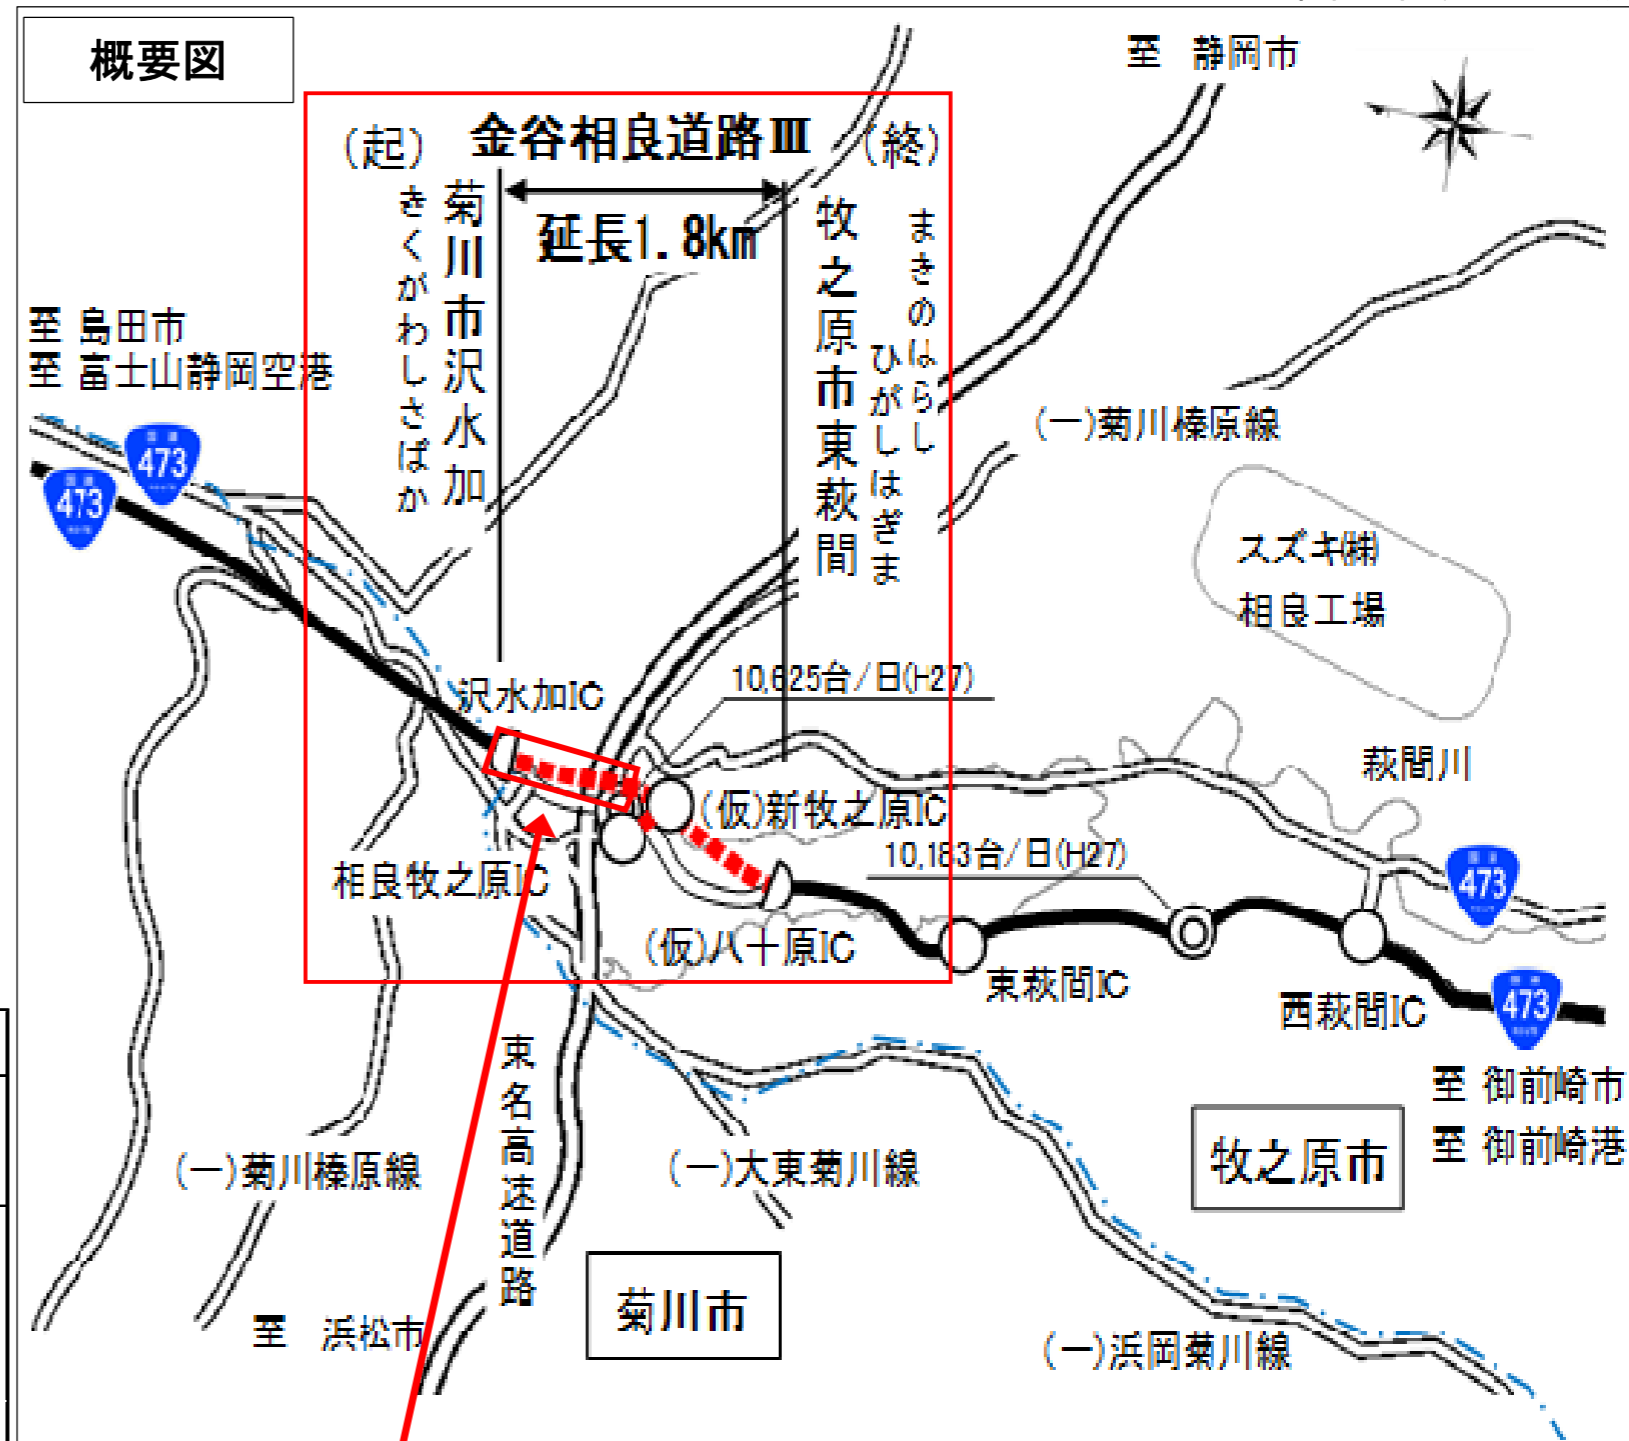 概要図
至 静岡市
金谷相良道路Ⅲ
(起)
(終)
延長1.8km
菊川市沢水加
きくがわしさばか
牧之原市東萩間
まきのはらし
ひがしはぎま
至 島田市
至 富士山静岡空港
473
473
(一)菊川榛原線
スズキ㈱
相良工場
沢水加IC
10,625台/日(H27)
萩間川
(仮)新牧之原IC
10,183台/日(H27)
相良牧之原IC
473
(仮)八十原IC
東萩間IC
西萩間IC
473
東名高速道路
至 御前崎市
至 御前崎港
(一)菊川榛原線
(一)大東菊川線
牧之原市
菊川市
至 浜松市
(一)浜岡菊川線